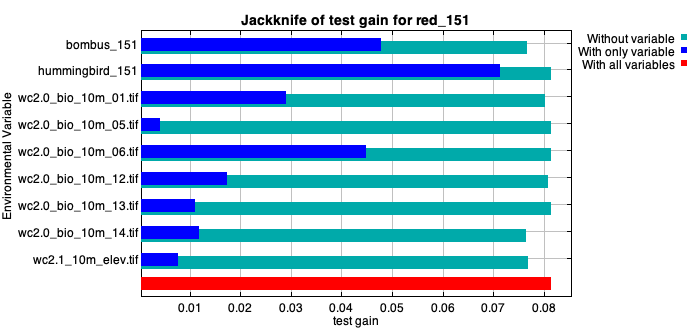 Jackknife of test gain for red_151
Without variable
With only variable
With all variables
Environmental Variable
bombus_151
hummingbird_151
wc2.0_bio_10m_01.tif
wc2.0_bio_10m_05.tif
wc2.0_bio_10m_06.tif
wc2.0_bio_10m_12.tif
wc2.0_bio_10m_13.tif
wc2.0_bio_10m_14.tif
wc2.1_10m_elev.tif
0.01 0.02 0.03 0.04 0.05 0.06 0.07 0.08
test gain